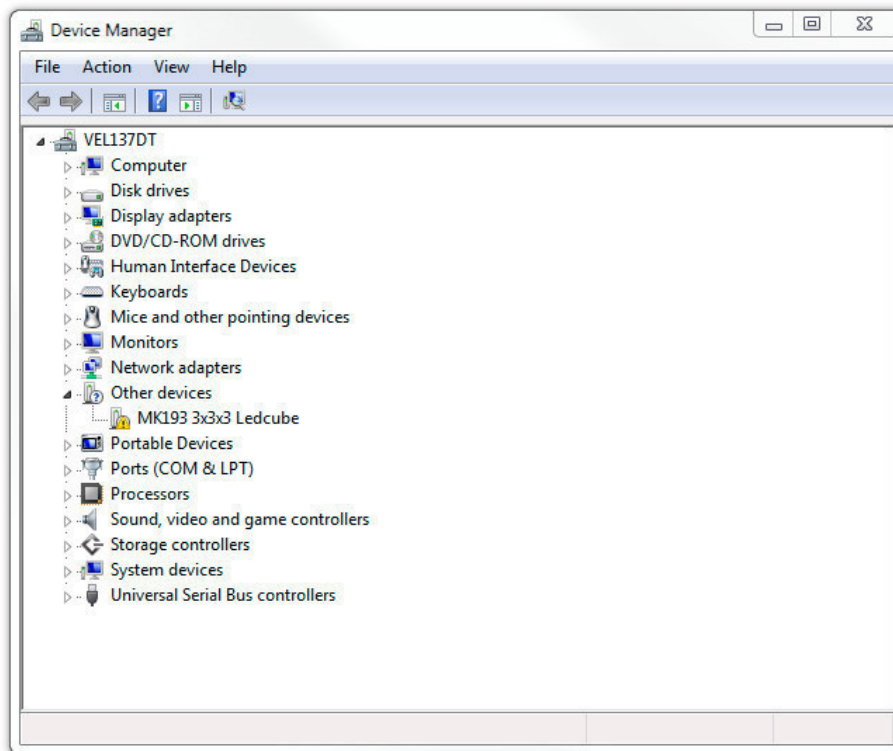 Device Manager
File Action View Help
VEL137DT
Computer
Disk drives
Display adapters
DVD/CD-ROM drives
Human Interface Devices
Keyboards
Mice and other pointing devices
Monitors
Network adapters
Other devices
MK193 3x3x3 Ledcube
Portable Devices
Ports (COM & LPT)
Processors
Sound, video and game controllers
Storage controllers
System devices
Universal Serial Bus controllers